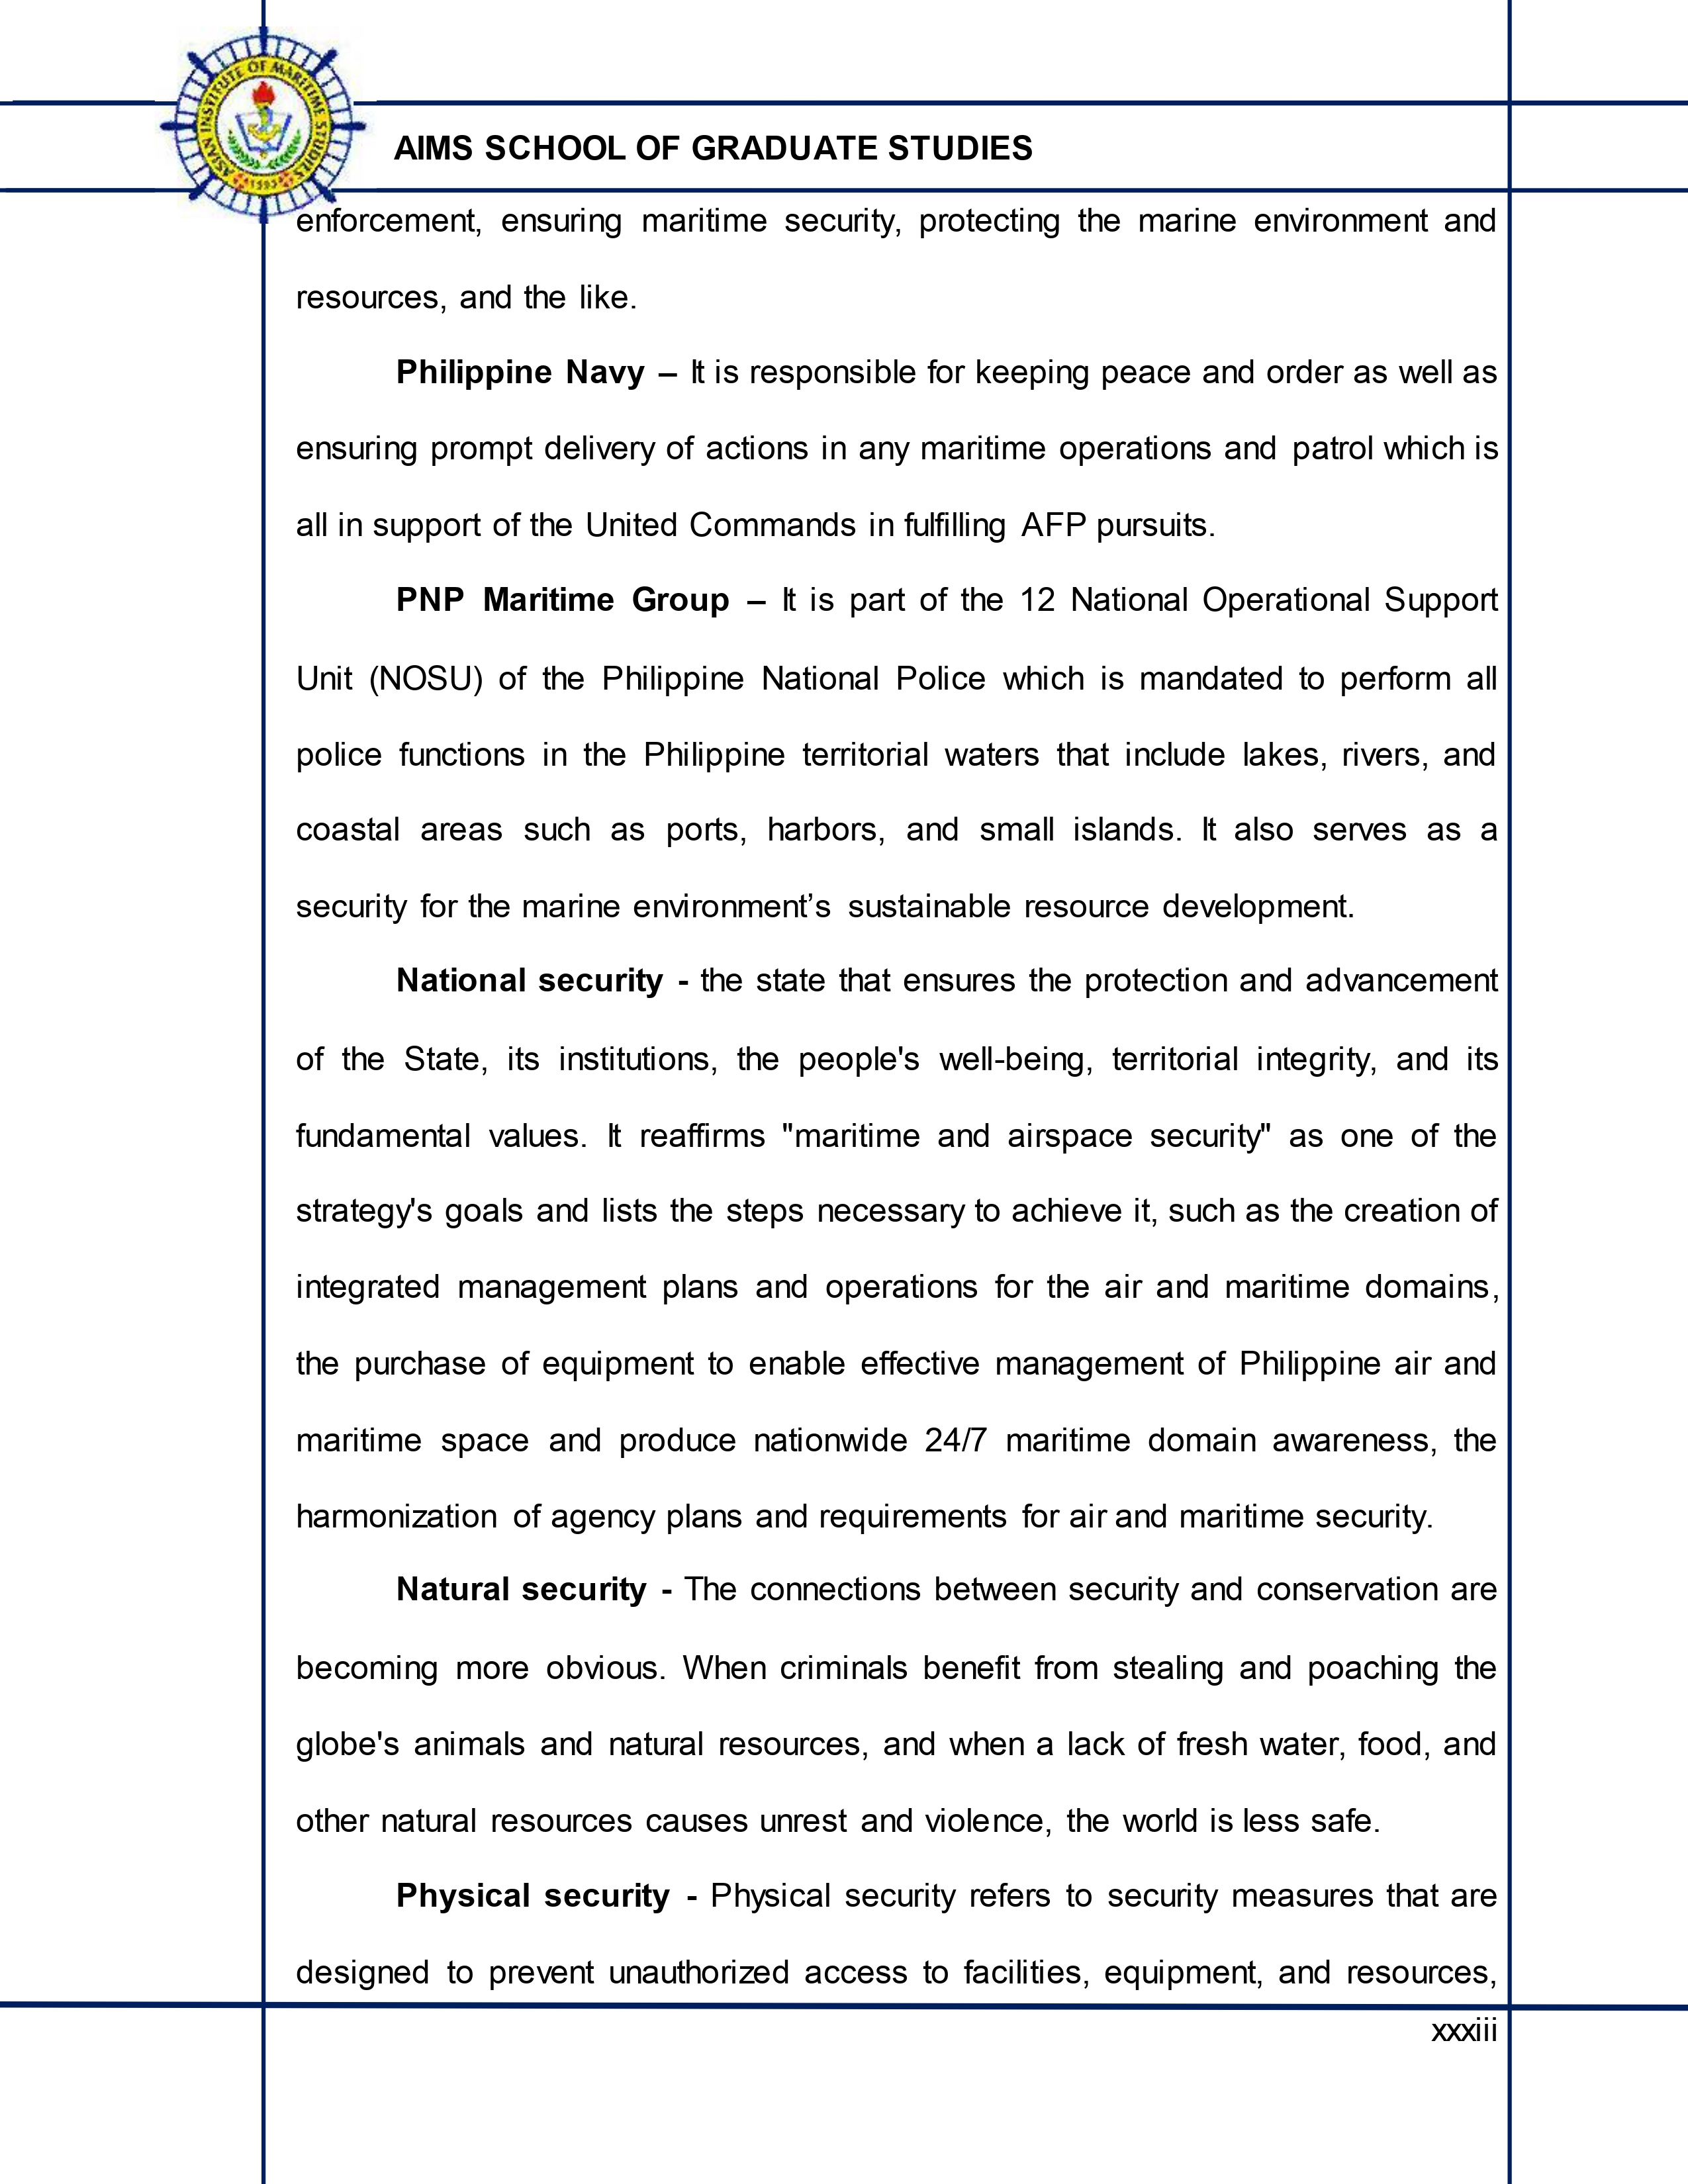 ASIAN INSTITUTE OF MARITIME STUDIES
1993
AIMS SCHOOL OF GRADUATE STUDIES
enforcement, ensuring maritime security, protecting the marine environment and
resources, and the like.
Philippine Navy – It is responsible for keeping peace and order as well as
ensuring prompt delivery of actions in any maritime operations and patrol which is
all in support of the United Commands in fulfilling AFP pursuits.
PNP Maritime Group – It is part of the 12 National Operational Support
Unit (NOSU) of the Philippine National Police which is mandated to perform all
police functions in the Philippine territorial waters that include lakes, rivers, and
coastal areas such as ports, harbors, and small islands. It also serves as a
security for the marine environment’s sustainable resource development.
National security - the state that ensures the protection and advancement
of the State, its institutions, the people's well-being, territorial integrity, and its
fundamental values. It reaffirms "maritime and airspace security" as one of the
strategy's goals and lists the steps necessary to achieve it, such as the creation of
integrated management plans and operations for the air and maritime domains,
the purchase of equipment to enable effective management of Philippine air and
maritime space and produce nationwide 24/7 maritime domain awareness, the
harmonization of agency plans and requirements for air and maritime security.
Natural security - The connections between security and conservation are
becoming more obvious. When criminals benefit from stealing and poaching the
globe's animals and natural resources, and when a lack of fresh water, food, and
other natural resources causes unrest and violence, the world is less safe.
Physical security - Physical security refers to security measures that are
designed to prevent unauthorized access to facilities, equipment, and resources,
xxxiii